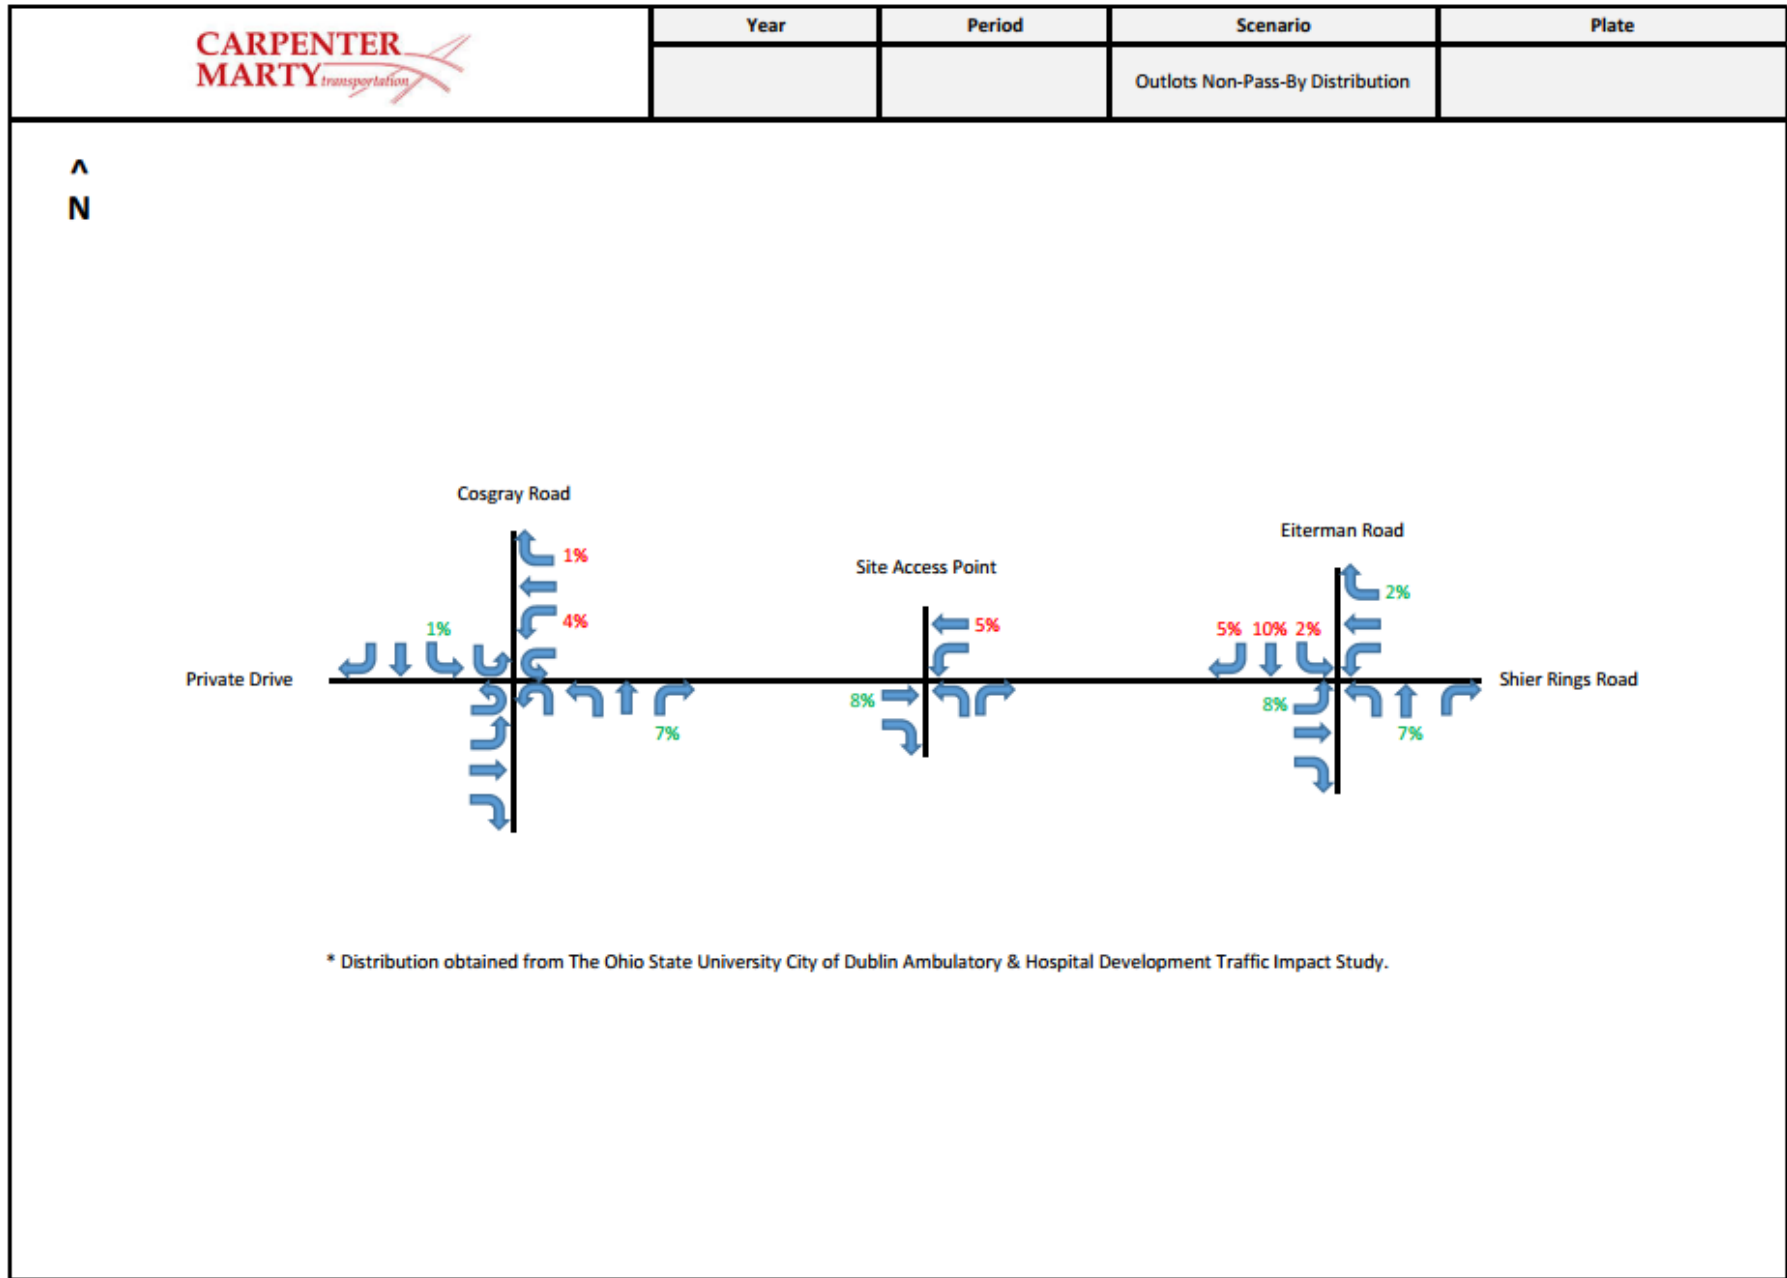 CARPENTER
MARTY transportation
Year Period Scenario Plate
Outlots Non-Pass-By Distribution
^
N
Cosgray Road
Eiterman Road
1%
Site Access Point
2%
4%
5%
1%
5% 10% 2%
Private Drive
Shier Rings Road
8%
8%
7%
7%
* Distribution obtained from The Ohio State University City of Dublin Ambulatory & Hospital Development Traffic Impact Study.